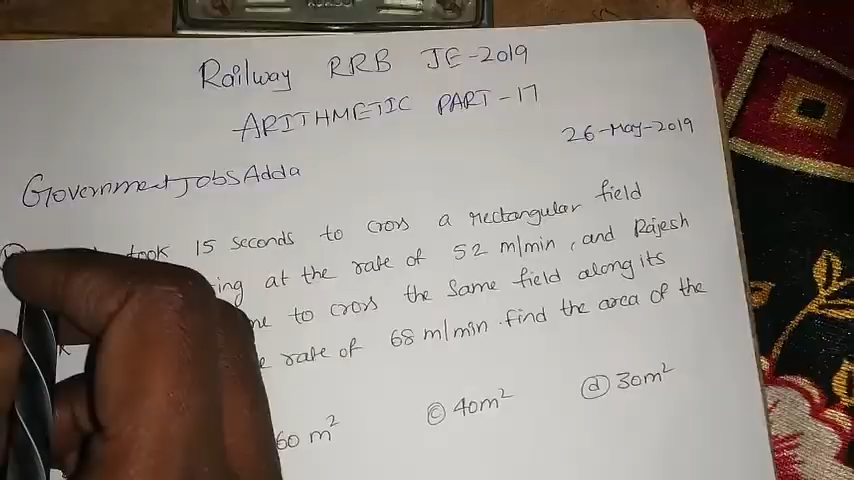 Railway RRB JE-2019
ARITHMETIC PART-17
26-May-2019
GovernmentJobsAdda
took 15 seconds to cross a rectangular field
ing at the rate of 52 m/min, and Rajesh
to cross the same field along its
rate of 68 m/min. find the area of the
60 m² ⓒ 40m² ⓓ 30m²